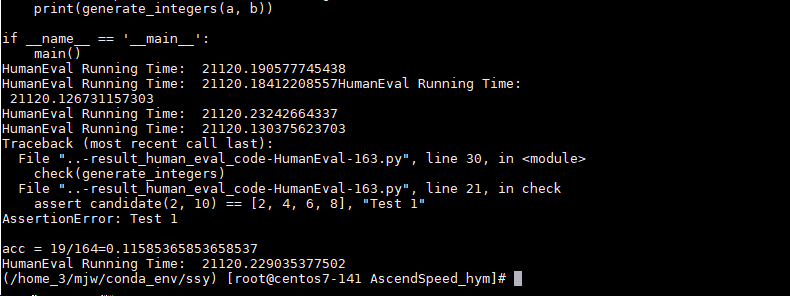 print(generate_integers(a, b))

if __name__ == '__main__':
    main()
HumanEval Running Time:  21120.190577745438
HumanEval Running Time:  21120.18412208557HumanEval Running Time:
 21120.126731157303
HumanEval Running Time:  21120.23242664337
HumanEval Running Time:  21120.130375623703
Traceback (most recent call last):
  File "..-result_human_eval_code-HumanEval-163.py", line 30, in <module>
    check(generate_integers)
  File "..-result_human_eval_code-HumanEval-163.py", line 21, in check
    assert candidate(2, 10) == [2, 4, 6, 8], "Test 1"
AssertionError: Test 1

acc = 19/164=0.11585365853658537
HumanEval Running Time:  21120.229035377502
(/home_3/mjw/conda_env/ssy) [root@centos7-141 AscendSpeed_hym]#